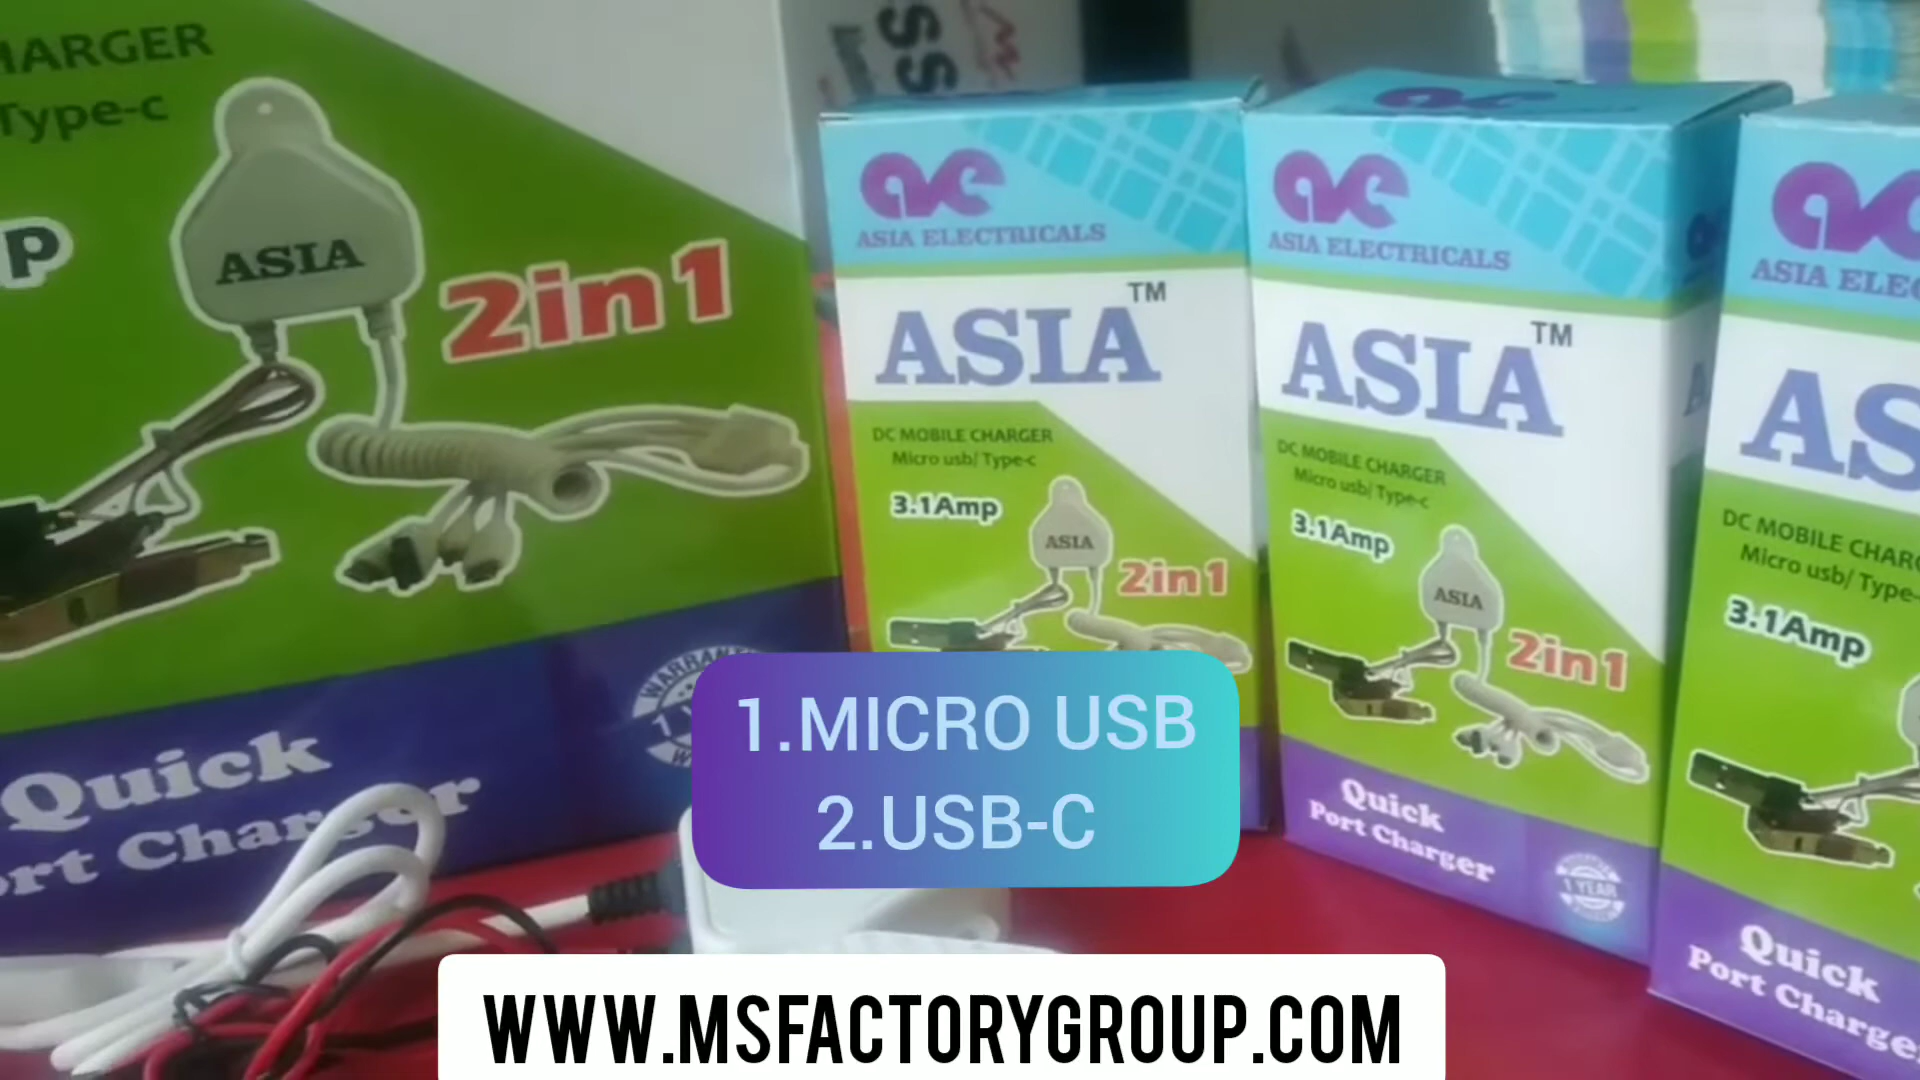 HARGER
Type-c
p
ASIA
2in1
WARRANTY
Quick
ort Charger
ae
ASIA ELECTRICALS
ASIA TM
DC MOBILE CHARGER
Micro usb/ Type-c
3.1Amp
ASIA
2in1
ae
ASIA ELECTRICALS
ASIA TM
DC MOBILE CHARGER
Micro usb/ Type-c
3.1Amp
ASIA
2in1
Quick
Port Charger
1 YEAR
ASIA ELEC
AS
DC MOBILE CHARG
Micro usb/ Type-
3.1Amp
Quick
Port Charge
1.MICRO USB
2.USB-C
WWW.MSFACTORYGROUP.COM